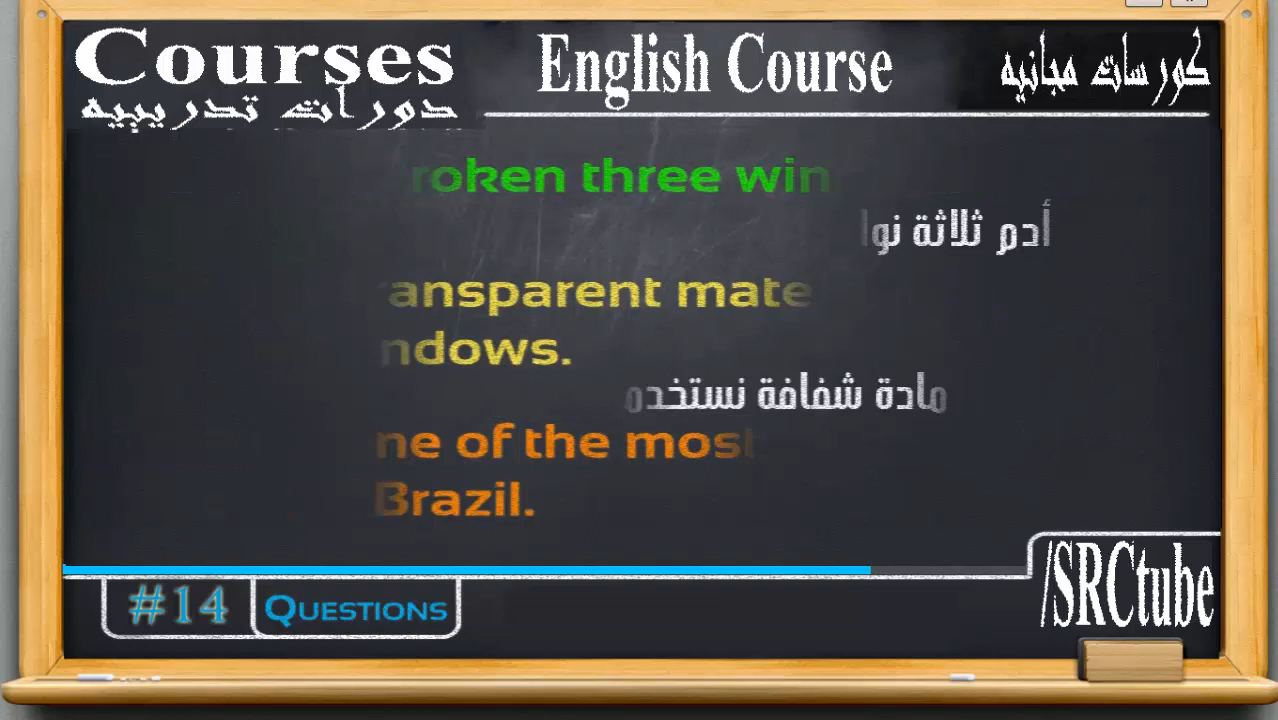 Courses
دورات تدريبيه
English Course
كورسات مجانيه
roken three win
أدم ثلاثة نوا
ansparent mate
ndows.
مادة شفافة نستخدم
ne of the most
Brazil.
#14
Questions
/SRCtube